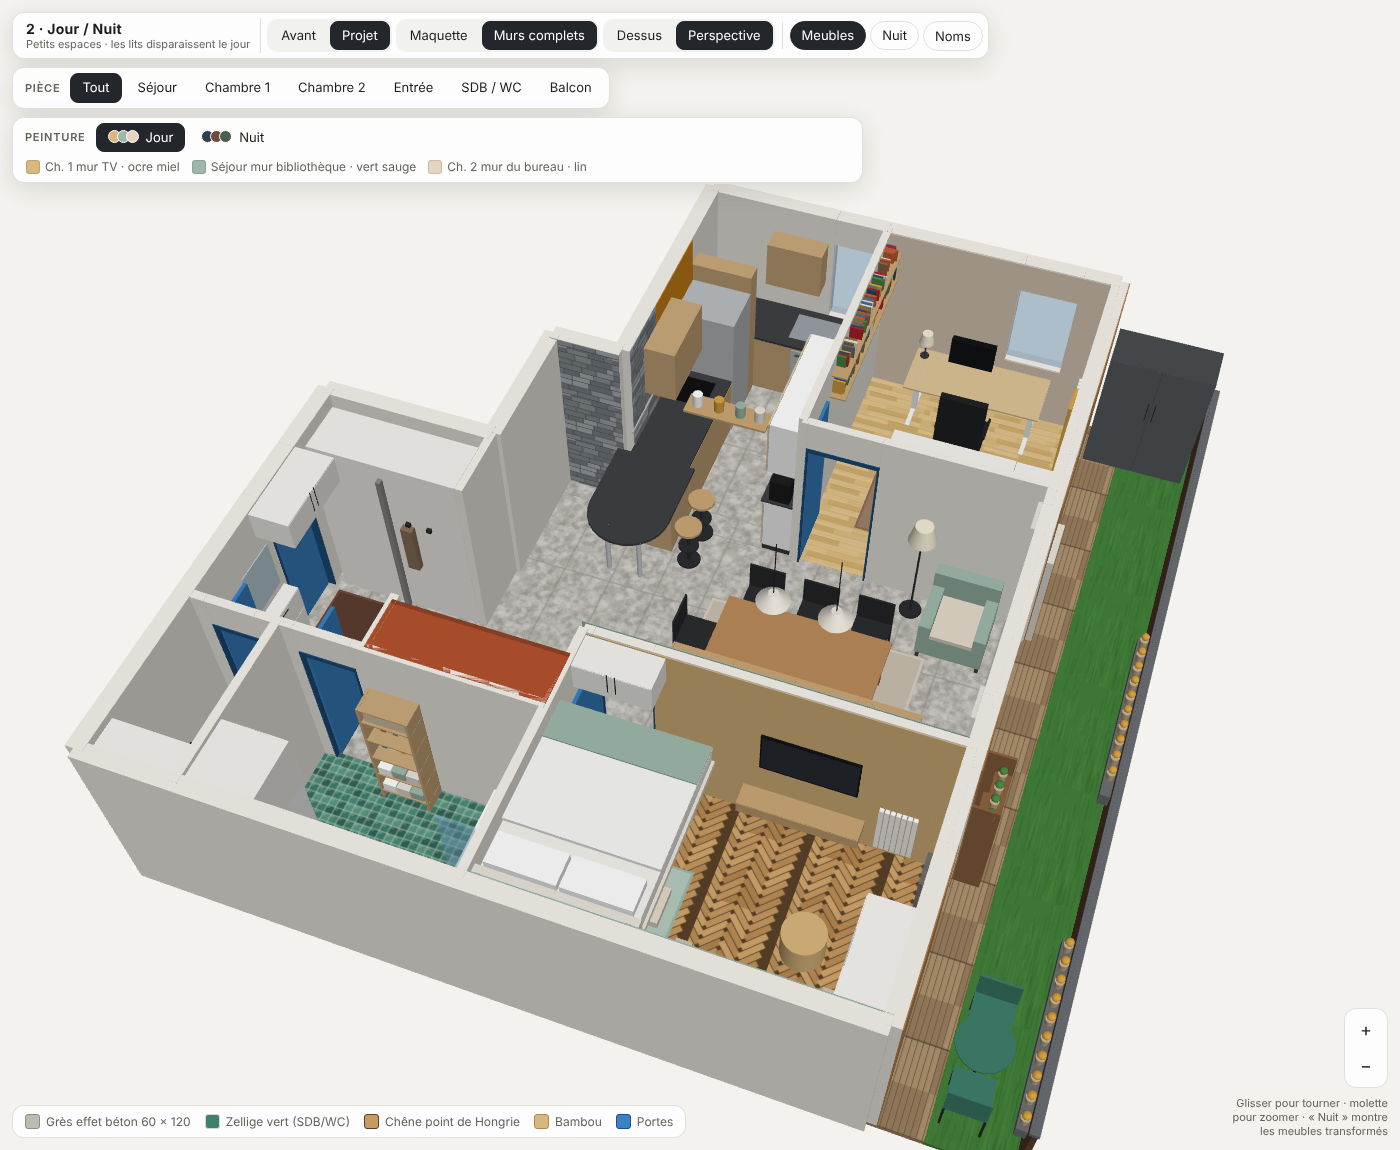 2 · Jour / Nuit
Petits espaces · les lits disparaissent le jour
Avant Projet Maquette Murs complets Dessus Perspective Meubles Nuit Noms
PIÈCE Tout Séjour Chambre 1 Chambre 2 Entrée SDB / WC Balcon
PEINTURE Jour Nuit
Ch. 1 mur TV · ocre miel Séjour mur bibliothèque · vert sauge Ch. 2 mur du bureau · lin
+
−
Glisser pour tourner · molette
pour zoomer · « Nuit » montre
les meubles transformés
Grès effet béton 60 × 120 Zellige vert (SDB/WC) Chêne point de Hongrie Bambou Portes